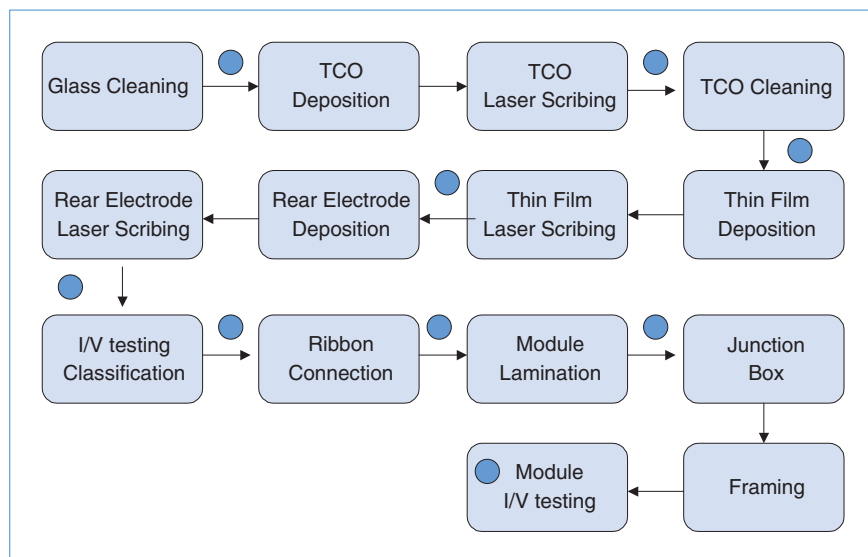 Glass Cleaning
TCO
Deposition
TCO
Laser Scribing
TCO Cleaning
Rear Electrode
Laser Scribing
Rear Electrode
Deposition
Thin Film
Laser Scribing
Thin Film
Deposition
I/V testing
Classification
Ribbon
Connection
Module
Lamination
Junction
Box
Module
I/V testing
Framing